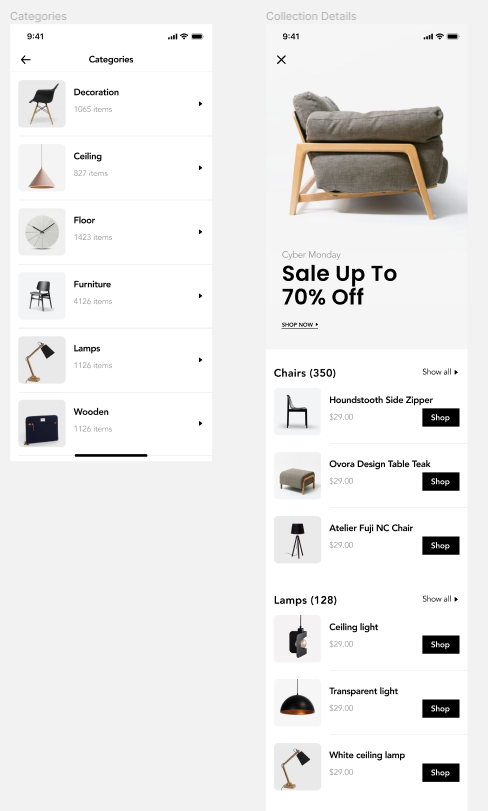 Categories
9:41
Categories
Decoration
1065 items
Ceiling
827 items
Floor
1423 items
Furniture
4126 items
Lamps
1126 items
Wooden
1126 items
Collection Details
9:41
Cyber Monday
Sale Up To
70% Off
SHOP NOW
Chairs (350)
Show all
Houndstooth Side Zipper
$29.00
Shop
Ovora Design Table Teak
$29.00
Shop
Atelier Fuji NC Chair
$29.00
Shop
Lamps (128)
Show all
Ceiling light
$29.00
Shop
Transparent light
$29.00
Shop
White ceiling lamp
$29.00
Shop